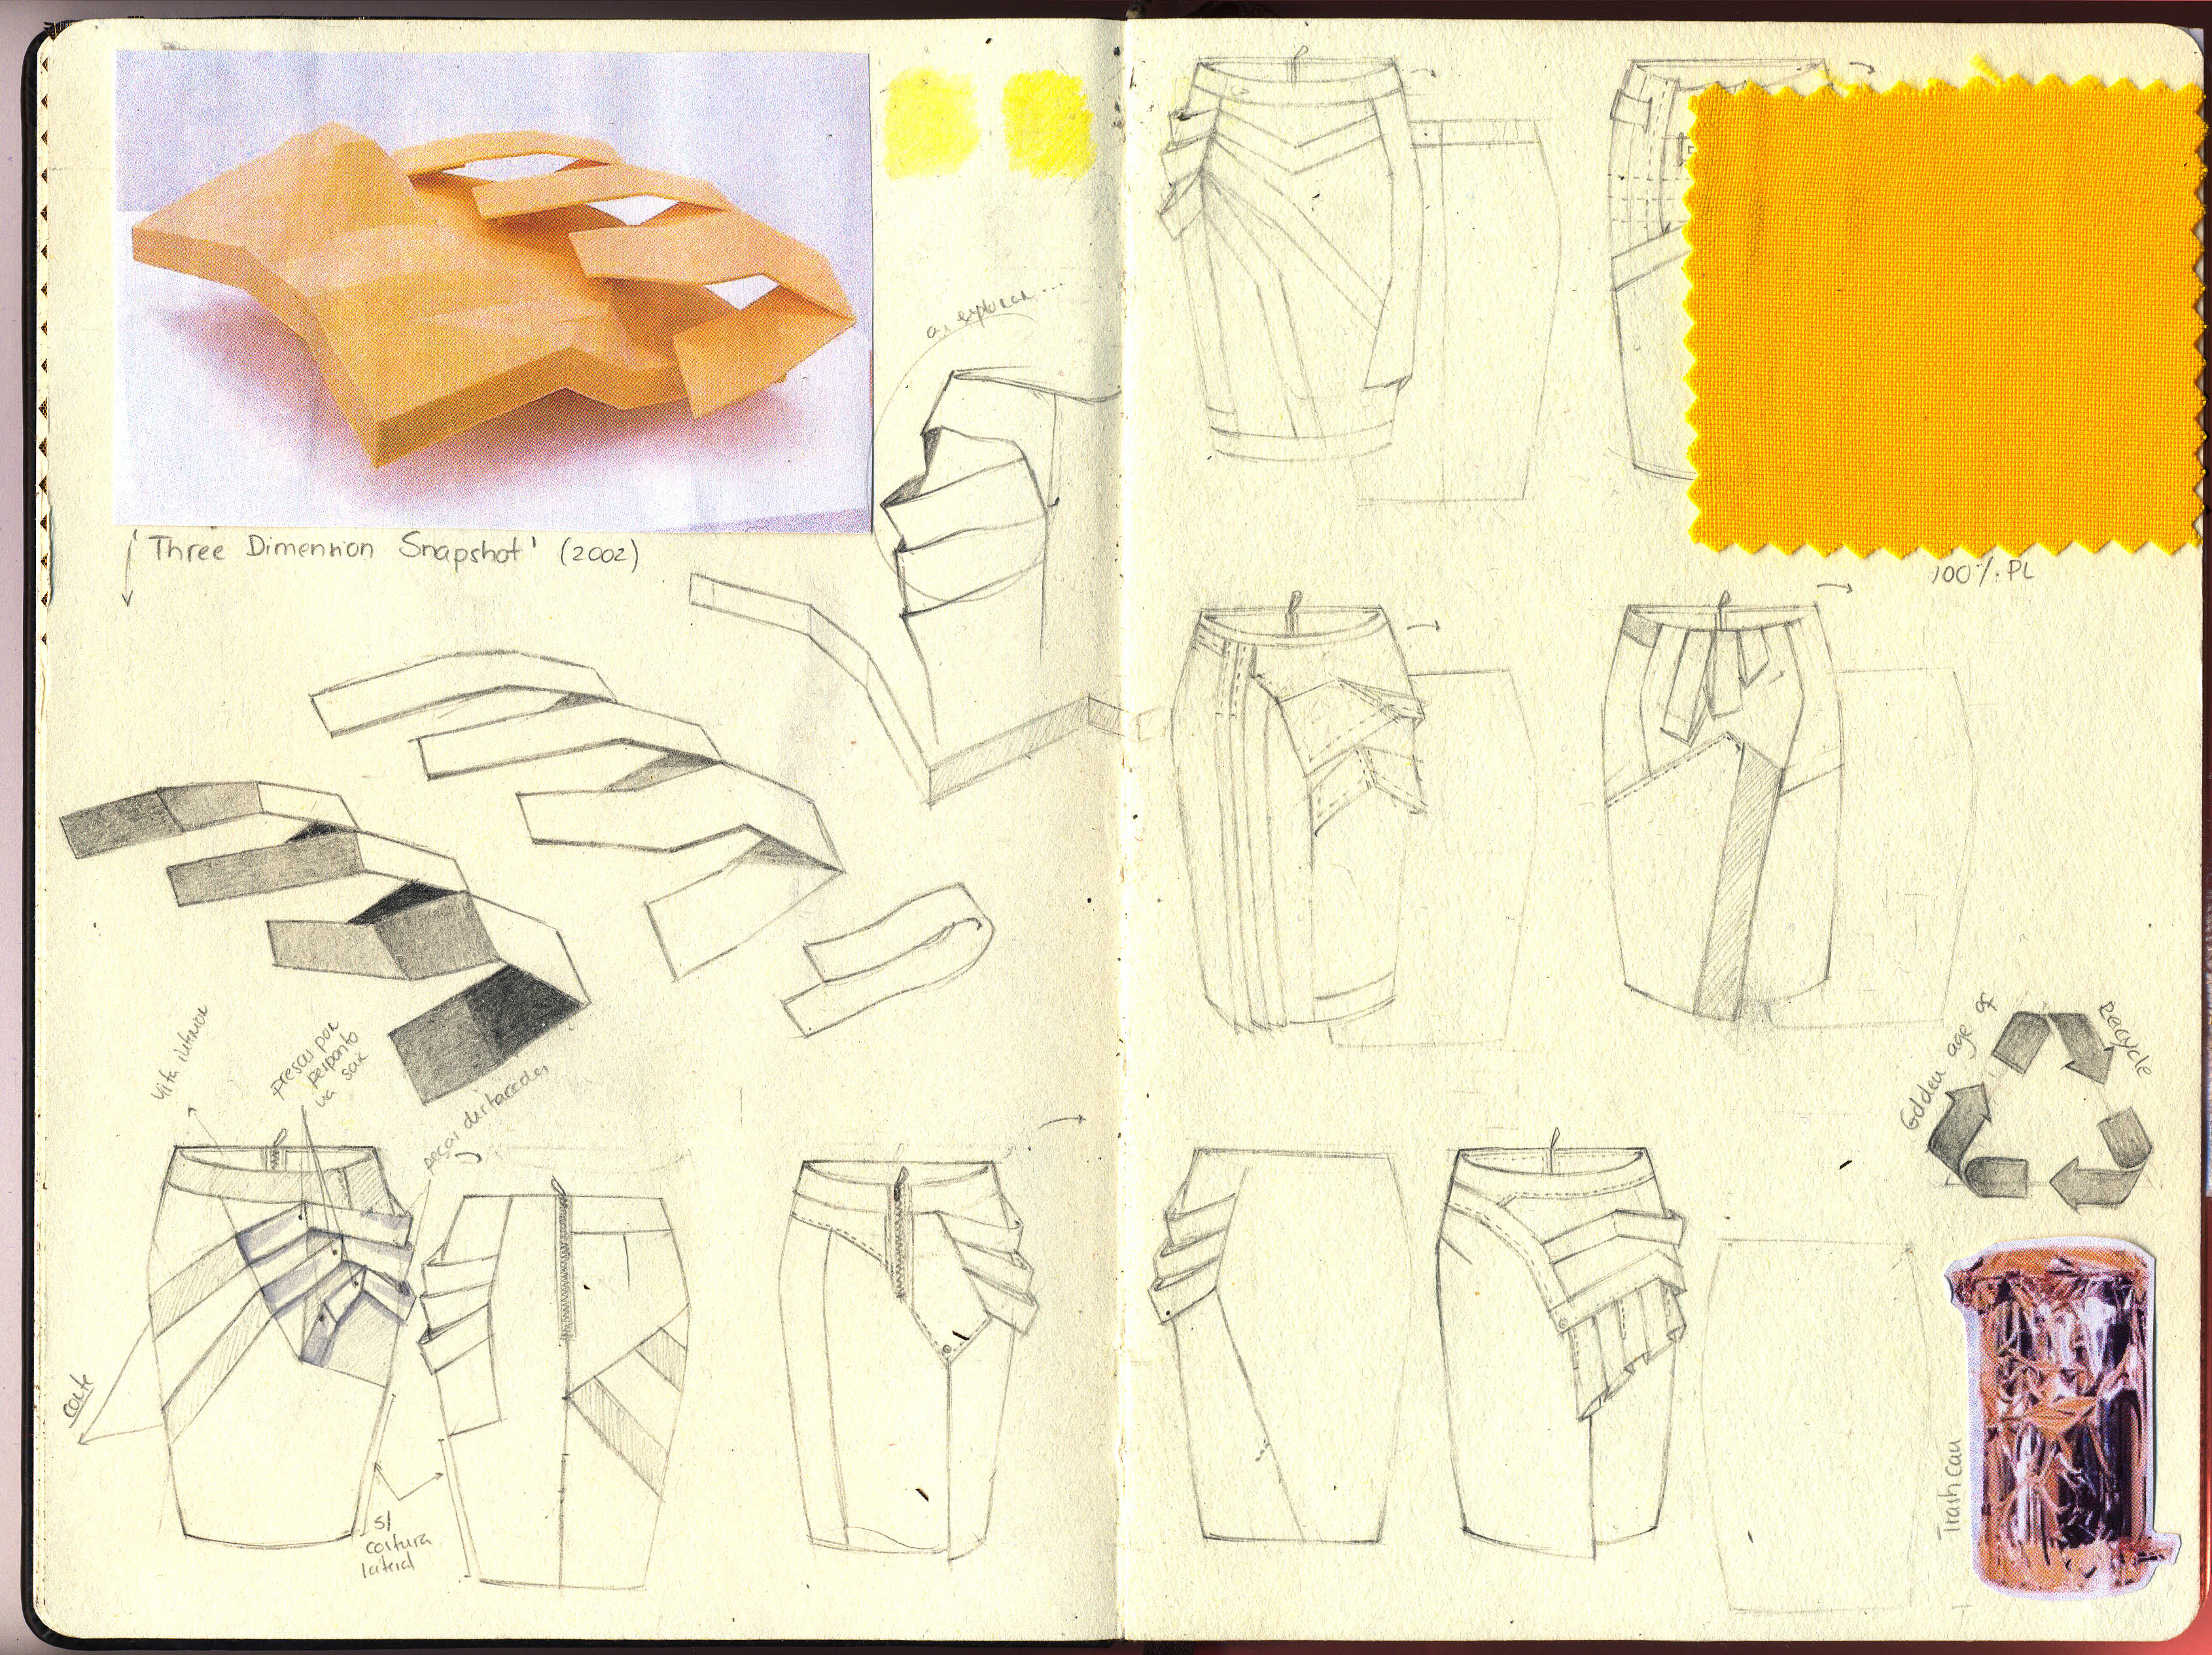 'Three Dimension Snapshot' (2002)
a explorar...
100% PL
vista interior
presas por
pesponto
na saia
peças destacadas
corte
s/
costura
lateral
Golden age of
recycle
Trash can